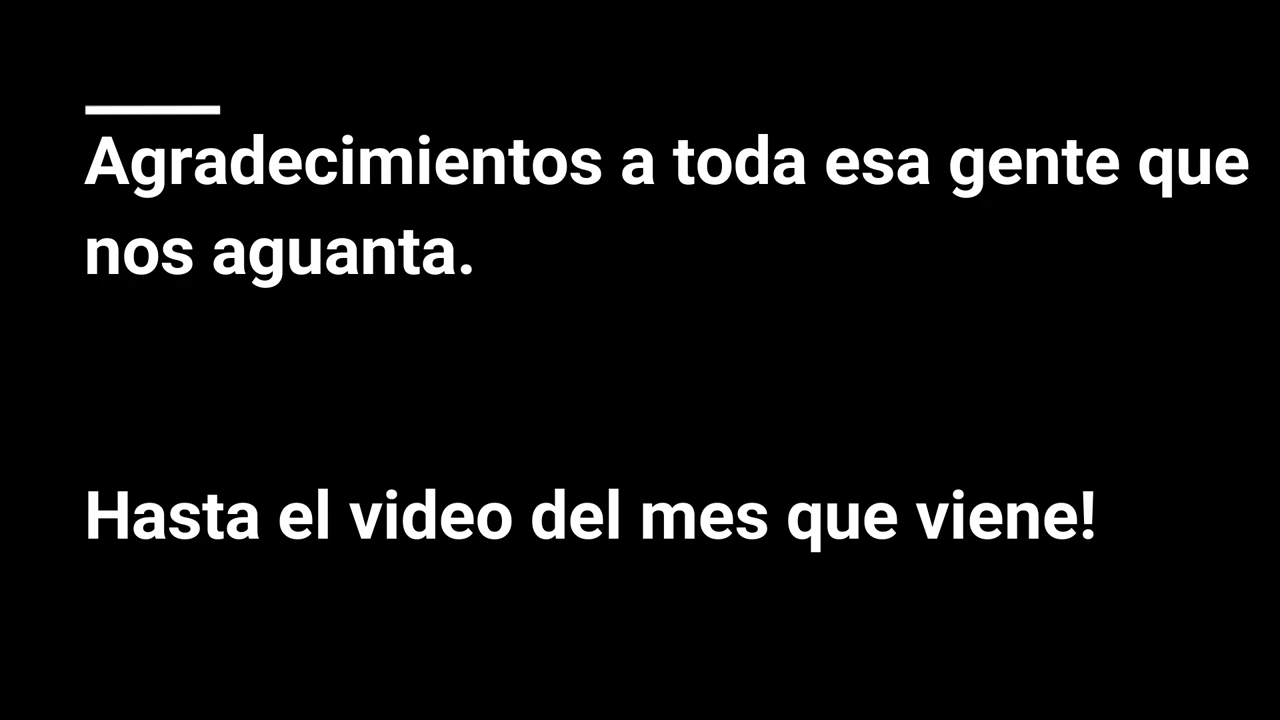 Agradecimientos a toda esa gente que
nos aguanta.
Hasta el video del mes que viene!